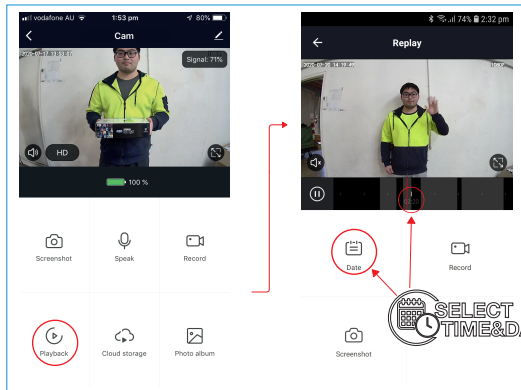 vodafone AU
1:53 pm
80%
Cam
Signal: 71%
HD
100 %
Screenshot
Speak
Record
Playback
Cloud storage
Photo album
74% 2:32 pm
Replay
Date
Record
Screenshot
SELECT
TIME&DA